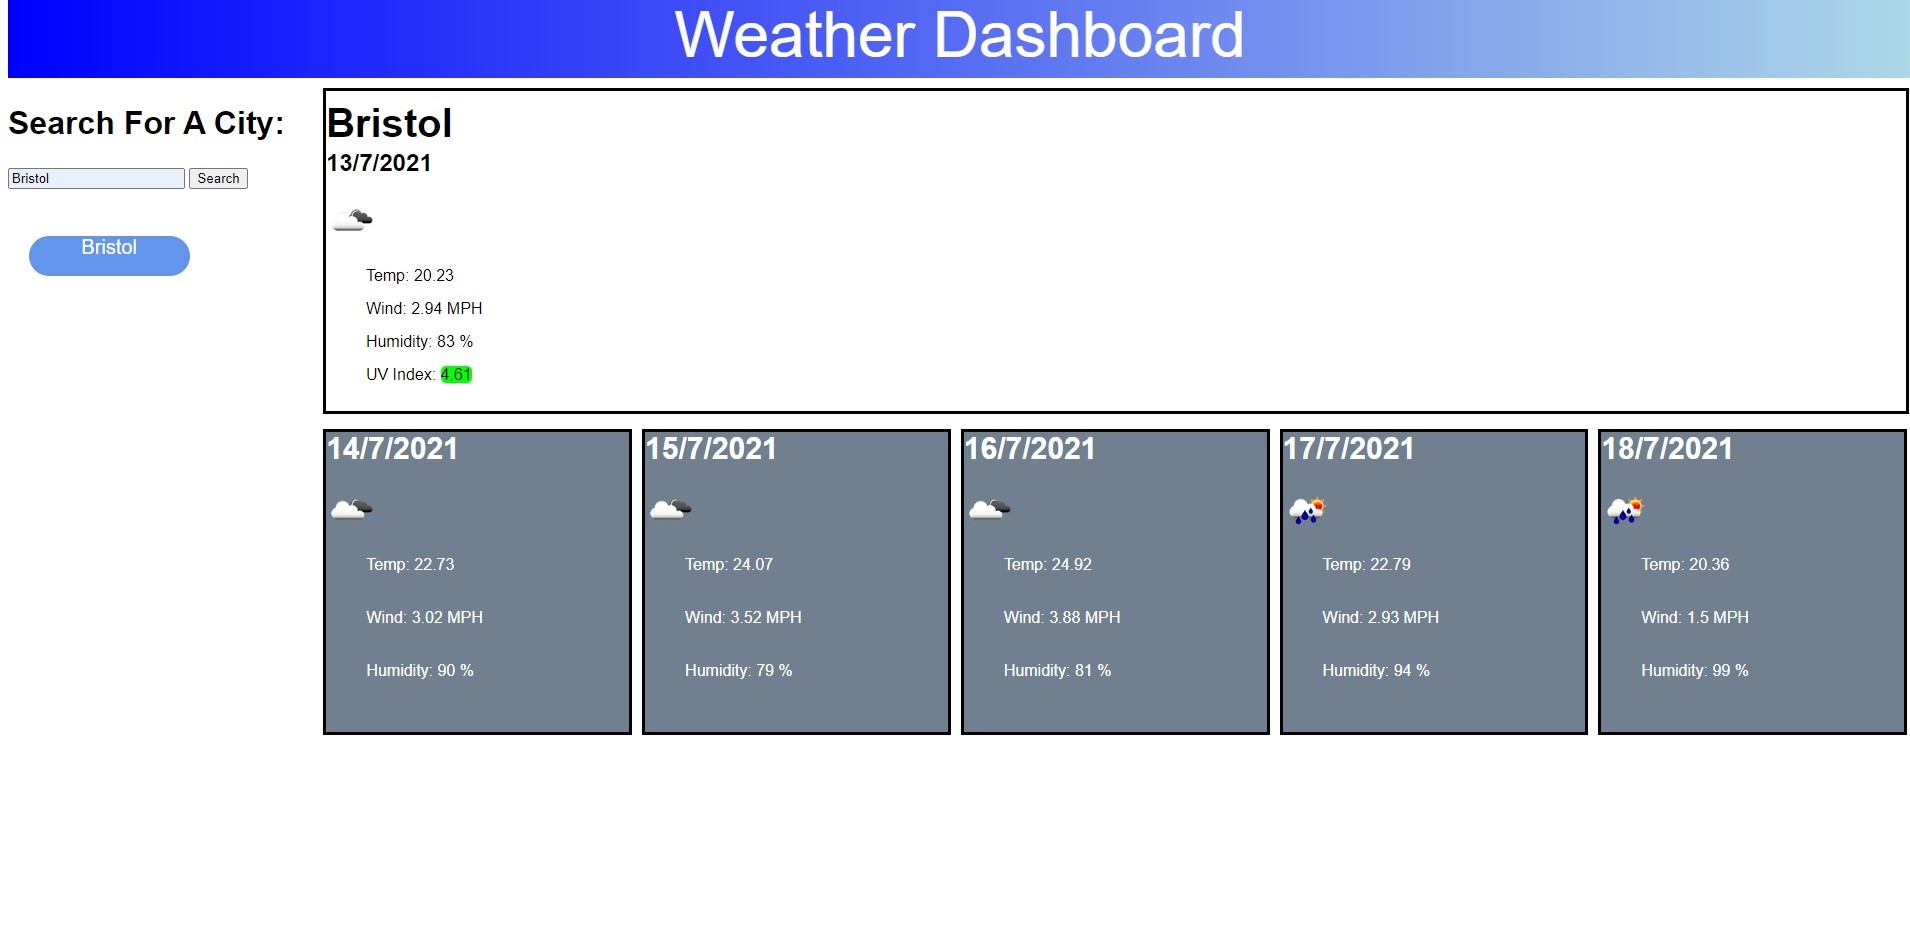 Weather Dashboard
Search For A City:
Bristol
Search
Bristol
Bristol
13/7/2021
Temp: 20.23
Wind: 2.94 MPH
Humidity: 83 %
UV Index: 4.61
14/7/2021
Temp: 22.73
Wind: 3.02 MPH
Humidity: 90 %
15/7/2021
Temp: 24.07
Wind: 3.52 MPH
Humidity: 79 %
16/7/2021
Temp: 24.92
Wind: 3.88 MPH
Humidity: 81 %
17/7/2021
Temp: 22.79
Wind: 2.93 MPH
Humidity: 94 %
18/7/2021
Temp: 20.36
Wind: 1.5 MPH
Humidity: 99 %